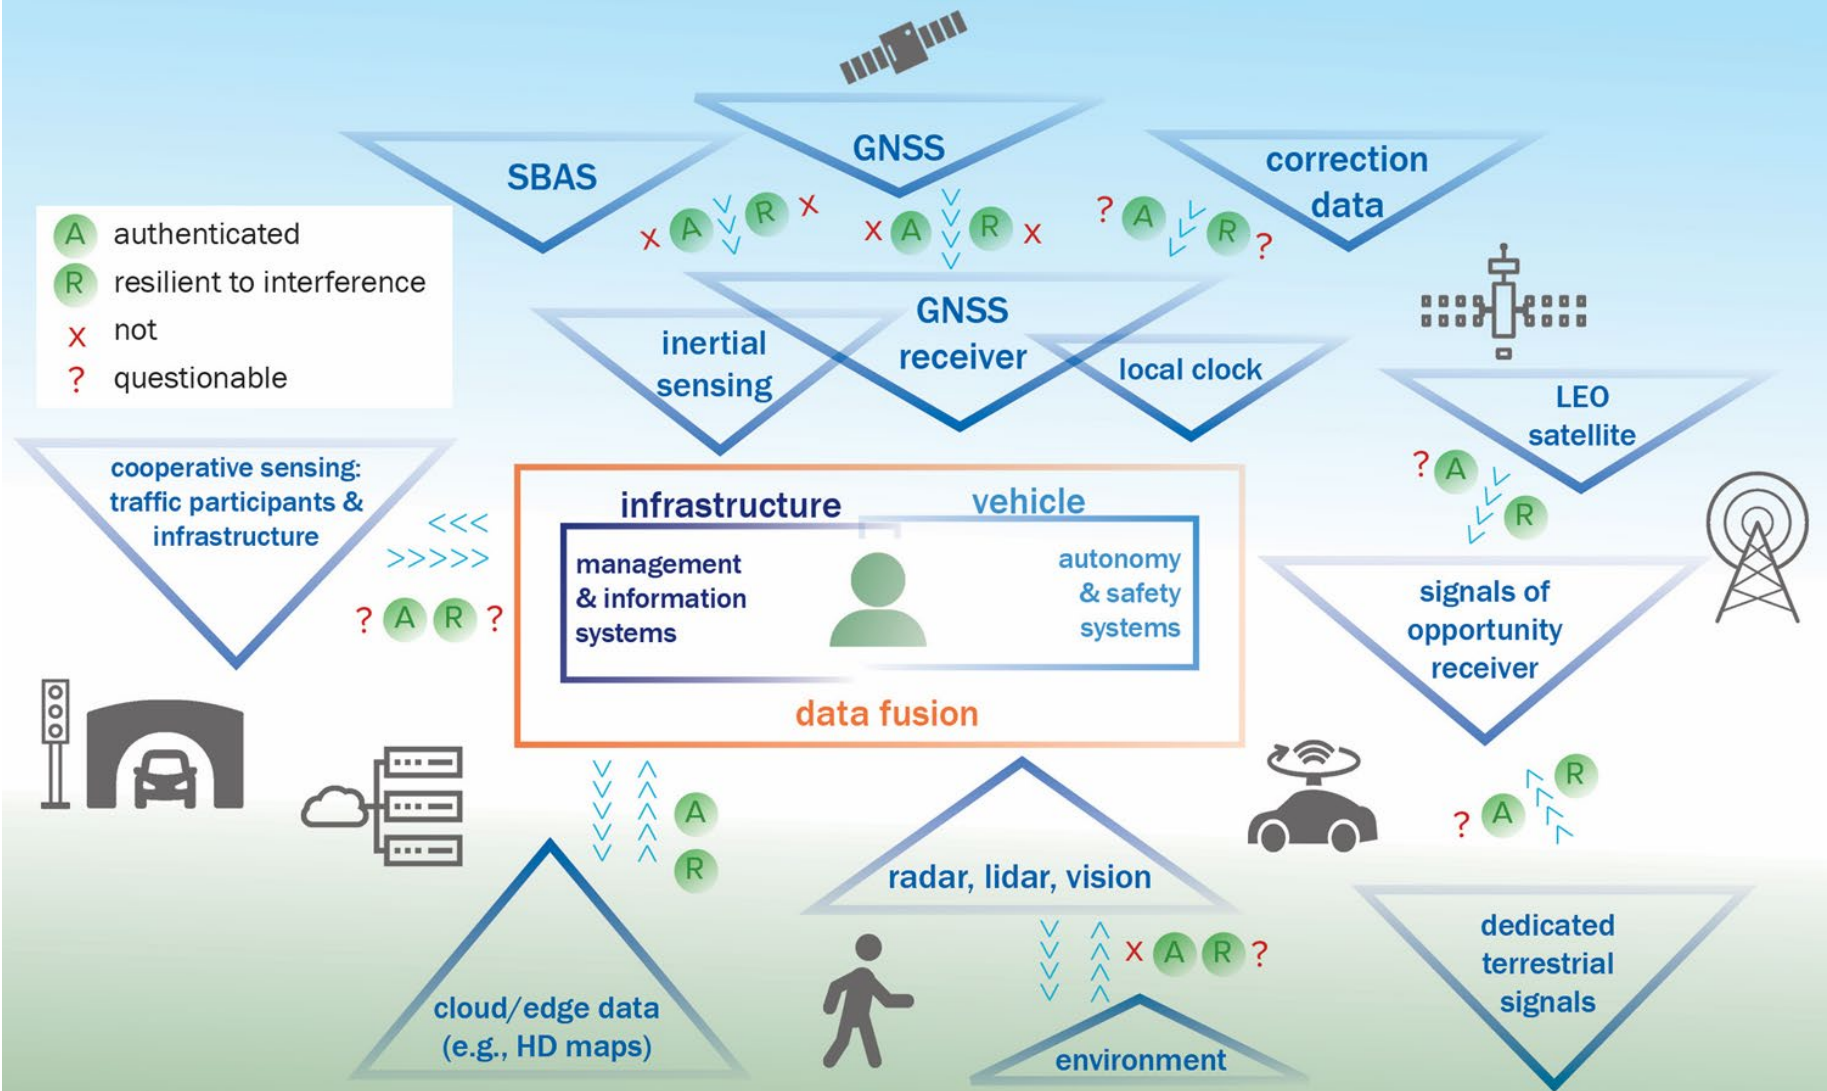 SBAS
GNSS
correction
data
x A R x
x A R x
? A R ?
A authenticated
R resilient to interference
x not
? questionable
inertial
sensing
GNSS
receiver
local clock
LEO
satellite
? A
R
cooperative sensing:
traffic participants &
infrastructure
<<<
>>>>>
? A R ?
infrastructure
vehicle
management
& information
systems
autonomy
& safety
systems
data fusion
signals of
opportunity
receiver
R
? A
A
R
radar, lidar, vision
x A R ?
cloud/edge data
(e.g., HD maps)
environment
dedicated
terrestrial
signals